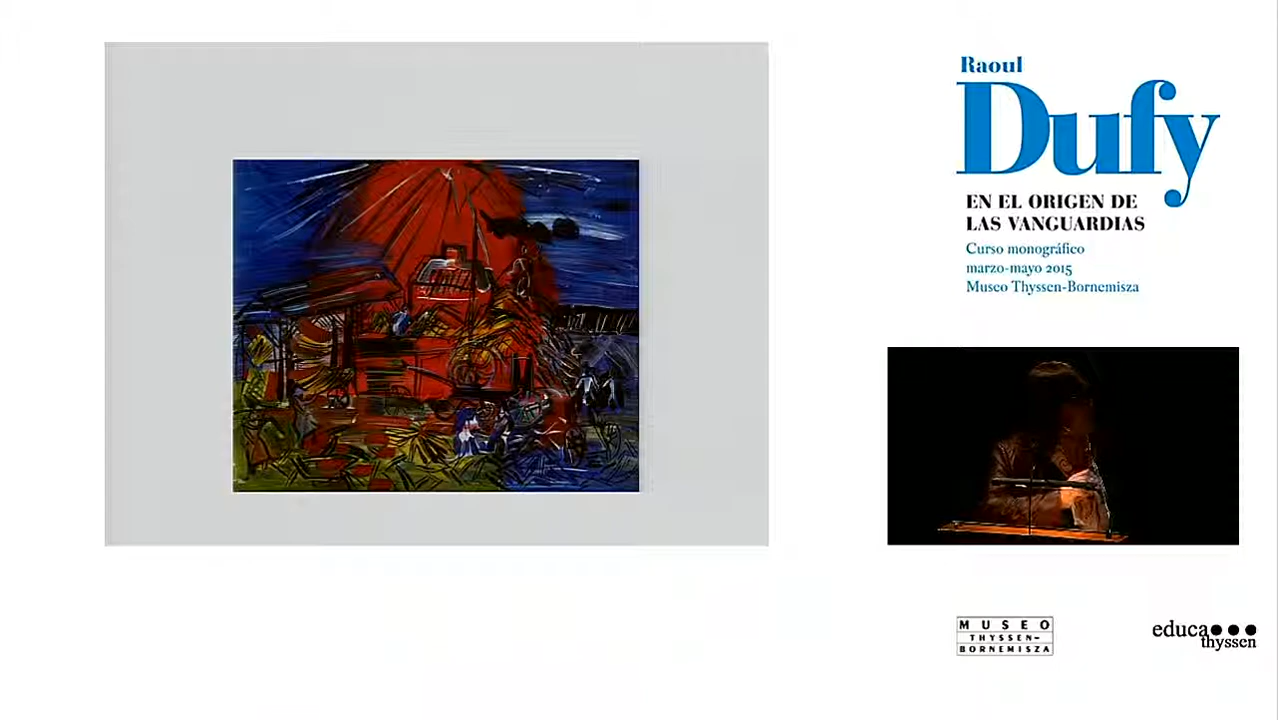 Raoul
Dufy
EN EL ORIGEN DE
LAS VANGUARDIAS
Curso monográfico
marzo-mayo 2015
Museo Thyssen-Bornemisza
MUSEO
THYSSEN-
BORNEMISZA
educa
thyssen